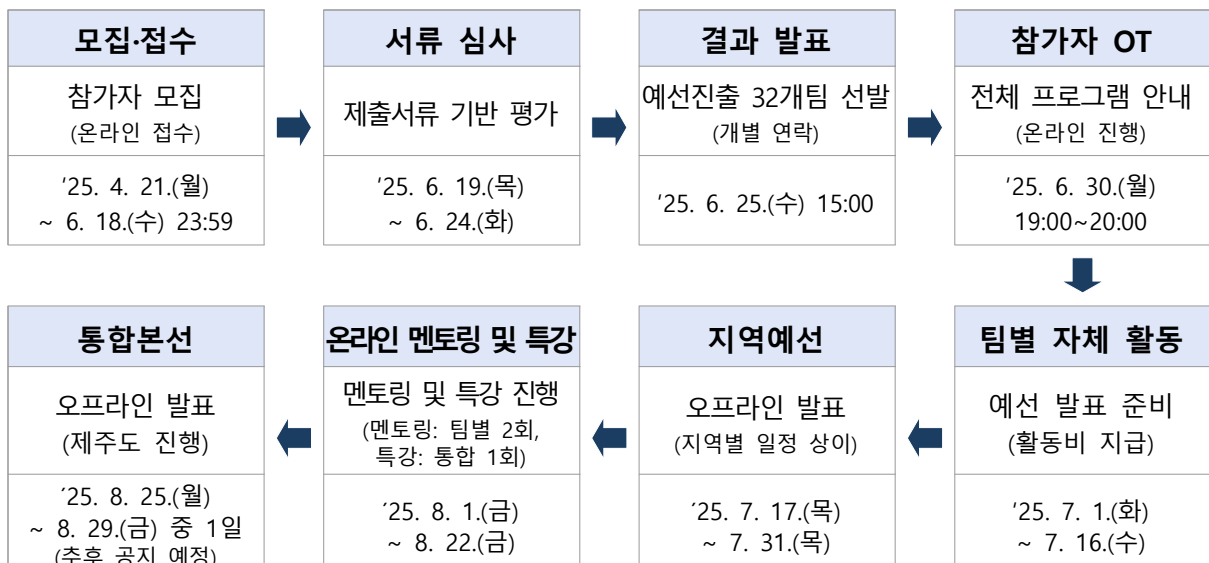 모집·접수
참가자 모집
(온라인 접수)
'25. 4. 21.(월)
~ 6. 18.(수) 23:59
서류 심사
제출서류 기반 평가
'25. 6. 19.(목)
~ 6. 24.(화)
결과 발표
예선진출 32개팀 선발
(개별 연락)
'25. 6. 25.(수) 15:00
참가자 OT
전체 프로그램 안내
(온라인 진행)
'25. 6. 30.(월)
19:00~20:00
팀별 자체 활동
예선 발표 준비
(활동비 지급)
'25. 7. 1.(화)
~ 7. 16.(수)
지역예선
오프라인 발표
(지역별 일정 상이)
´25. 7. 17.(목)
~ 7. 31.(목)
온라인 멘토링 및 특강
멘토링 및 특강 진행
(멘토링: 팀별 2회,
특강: 통합 1회)
´25. 8. 1.(금)
~ 8. 22.(금)
통합본선
오프라인 발표
(제주도 진행)
´25. 8. 25.(월)
~ 8. 29.(금) 중 1일
(추후 공지 예정)